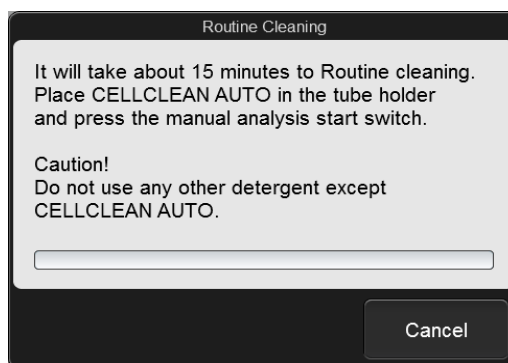 Routine Cleaning
It will take about 15 minutes to Routine cleaning.
Place CELLCLEAN AUTO in the tube holder
and press the manual analysis start switch.
Caution!
Do not use any other detergent except
CELLCLEAN AUTO.
Cancel